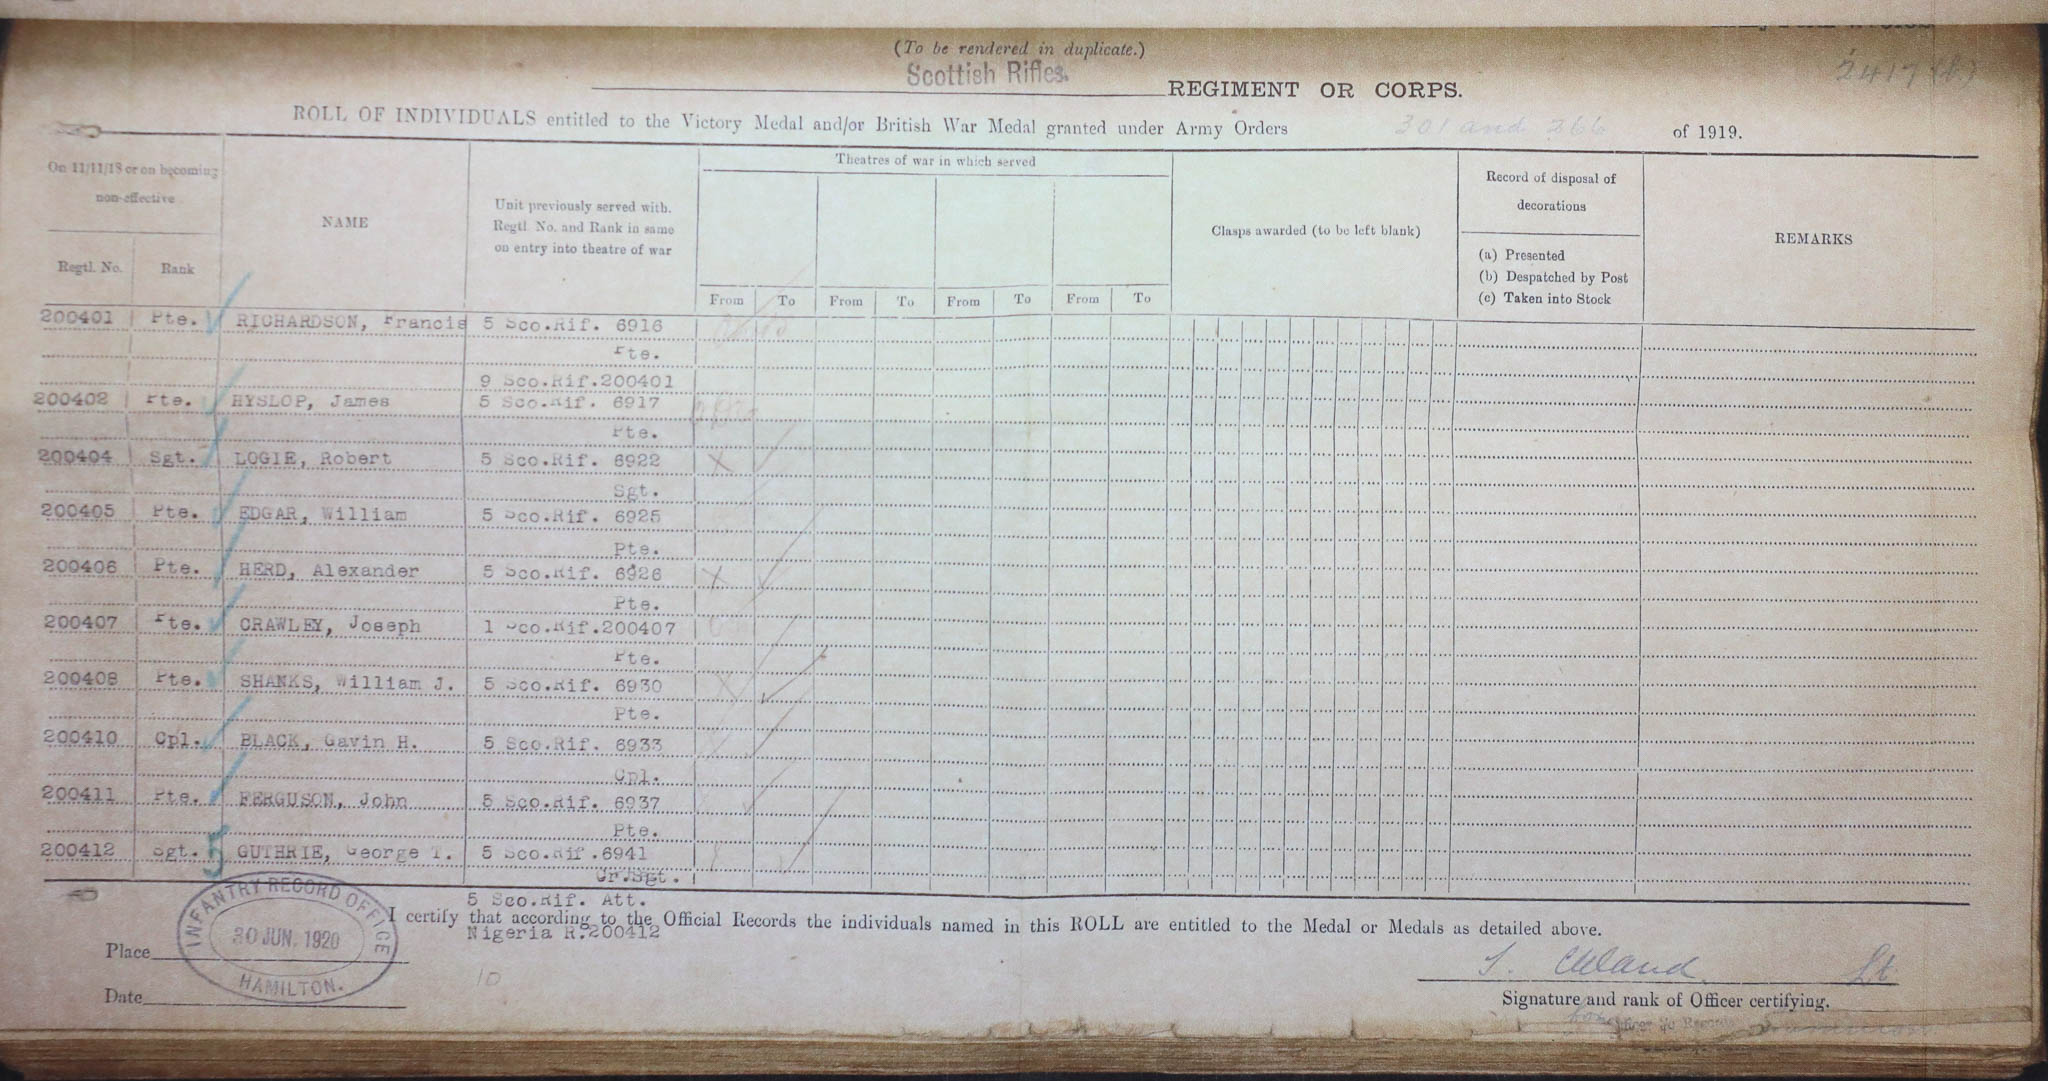 (To be rendered in duplicate.)
2417 (b)
Scottish Rifles. REGIMENT OR CORPS.
ROLL OF INDIVIDUALS entitled to the Victory Medal and/or British War Medal granted under Army Orders 301 and 266 of 1919.
On 11/11/18 or on becoming non-effective
Regtl. No.
Rank
NAME
Unit previously served with. Regtl. No. and Rank in same on entry into theatre of war
Theatres of war in which served
From To From To From To From To
Clasps awarded (to be left blank)
Record of disposal of decorations
(a) Presented
(b) Despatched by Post
(c) Taken into Stock
REMARKS
200401 Pte. RICHARDSON, Francis 5 Sco.Rif. 6916
Pte.
9 Sco.Rif.200401
200402 Pte. HYSLOP, James 5 Sco.Rif. 6917
Pte.
200404 Sgt. LOGIE, Robert 5 Sco.Rif. 6922
Sgt.
200405 Pte. EDGAR, William 5 Sco.Rif. 6925
Pte.
200406 Pte. HERD, Alexander 5 Sco.Rif. 6926
Pte.
200407 Pte. CRAWLEY, Joseph 1 Sco.Rif.200407
Pte.
200408 Pte. SHANKS, William J. 5 Sco.Rif. 6930
Pte.
200410 Cpl. BLACK, Gavin H. 5 Sco.Rif. 6933
Cpl.
200411 Pte. FERGUSON, John 5 Sco.Rif. 6937
Pte.
200412 Sgt. 5 GUTHRIE, George T. 5 Sco.Rif.6941
Cr.Sgt.
5 Sco.Rif. Att.
Nigeria R.200412
I certify that according to the Official Records the individuals named in this ROLL are entitled to the Medal or Medals as detailed above.
INFANTRY RECORD OFFICE
30 JUN. 1920
HAMILTON.
Place
Date
10
Lt
Signature and rank of Officer certifying.